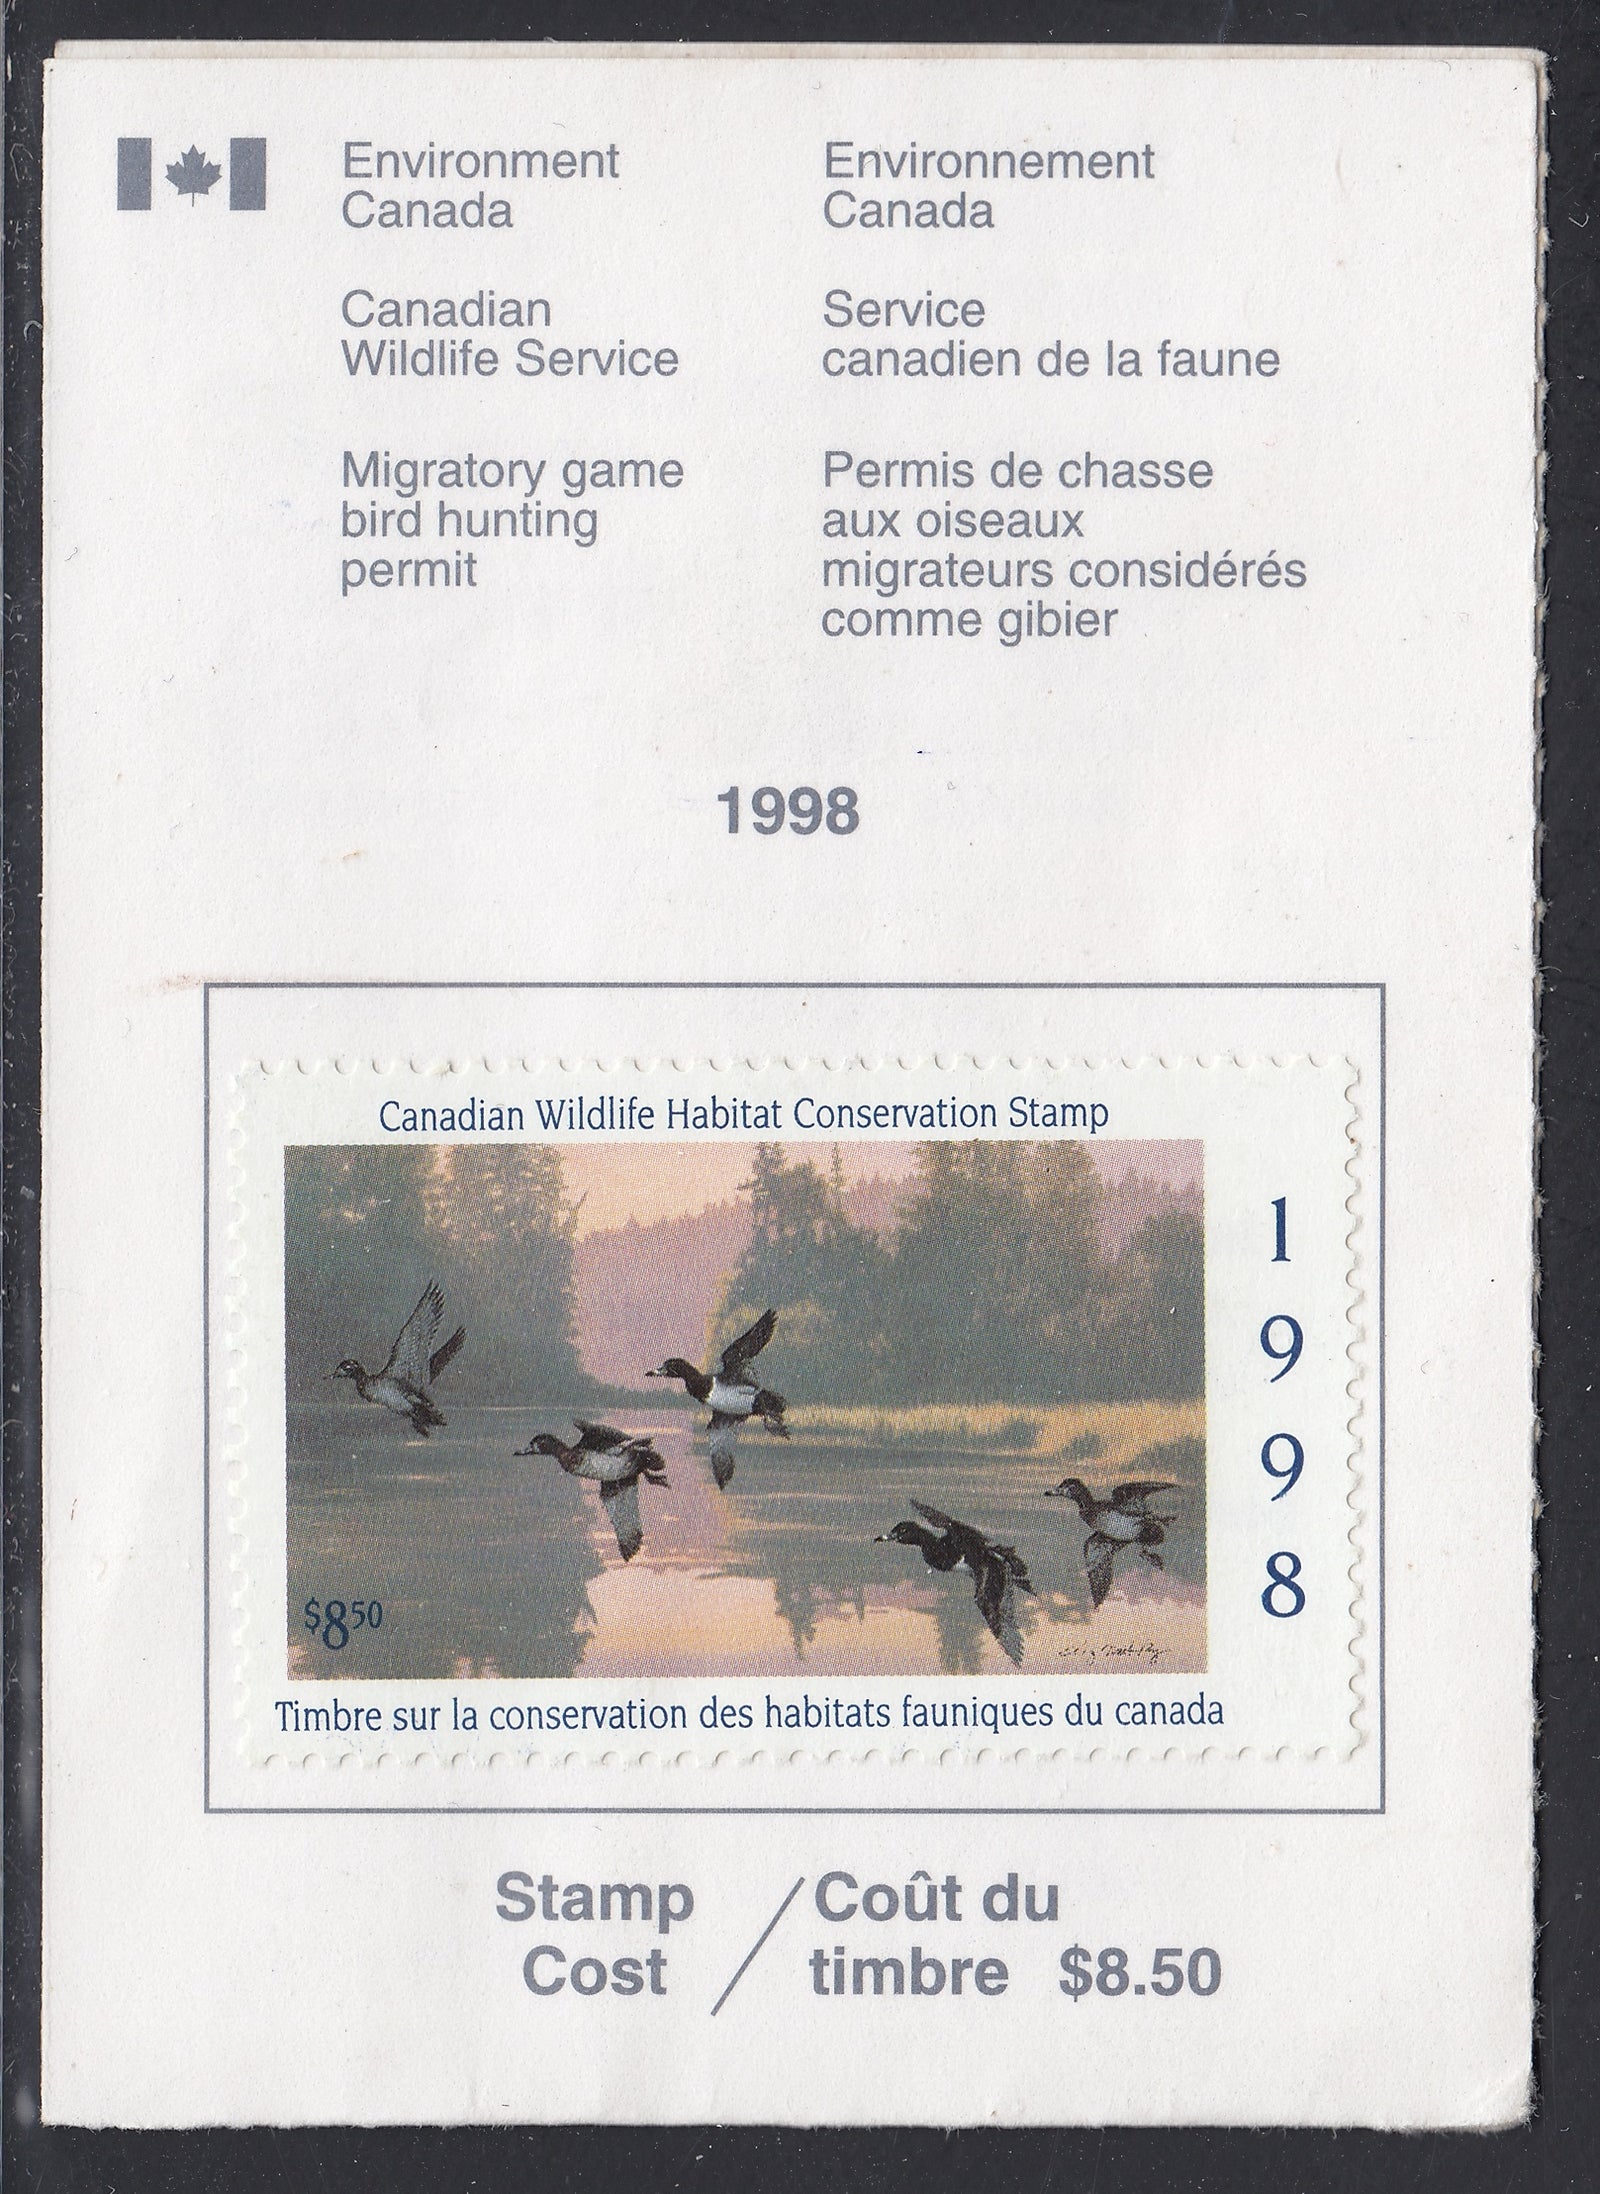 Environment
Canada
Environnement
Canada
Canadian
Wildlife Service
Service
canadien de la faune
Migratory game
bird hunting
permit
Permis de chasse
aux oiseaux
migrateurs considérés
comme gibier
1998
Canadian Wildlife Habitat Conservation Stamp
1
9
9
8
$850
Timbre sur la conservation des habitats fauniques du canada
Stamp
Cost
/
Coût du
timbre $8.50